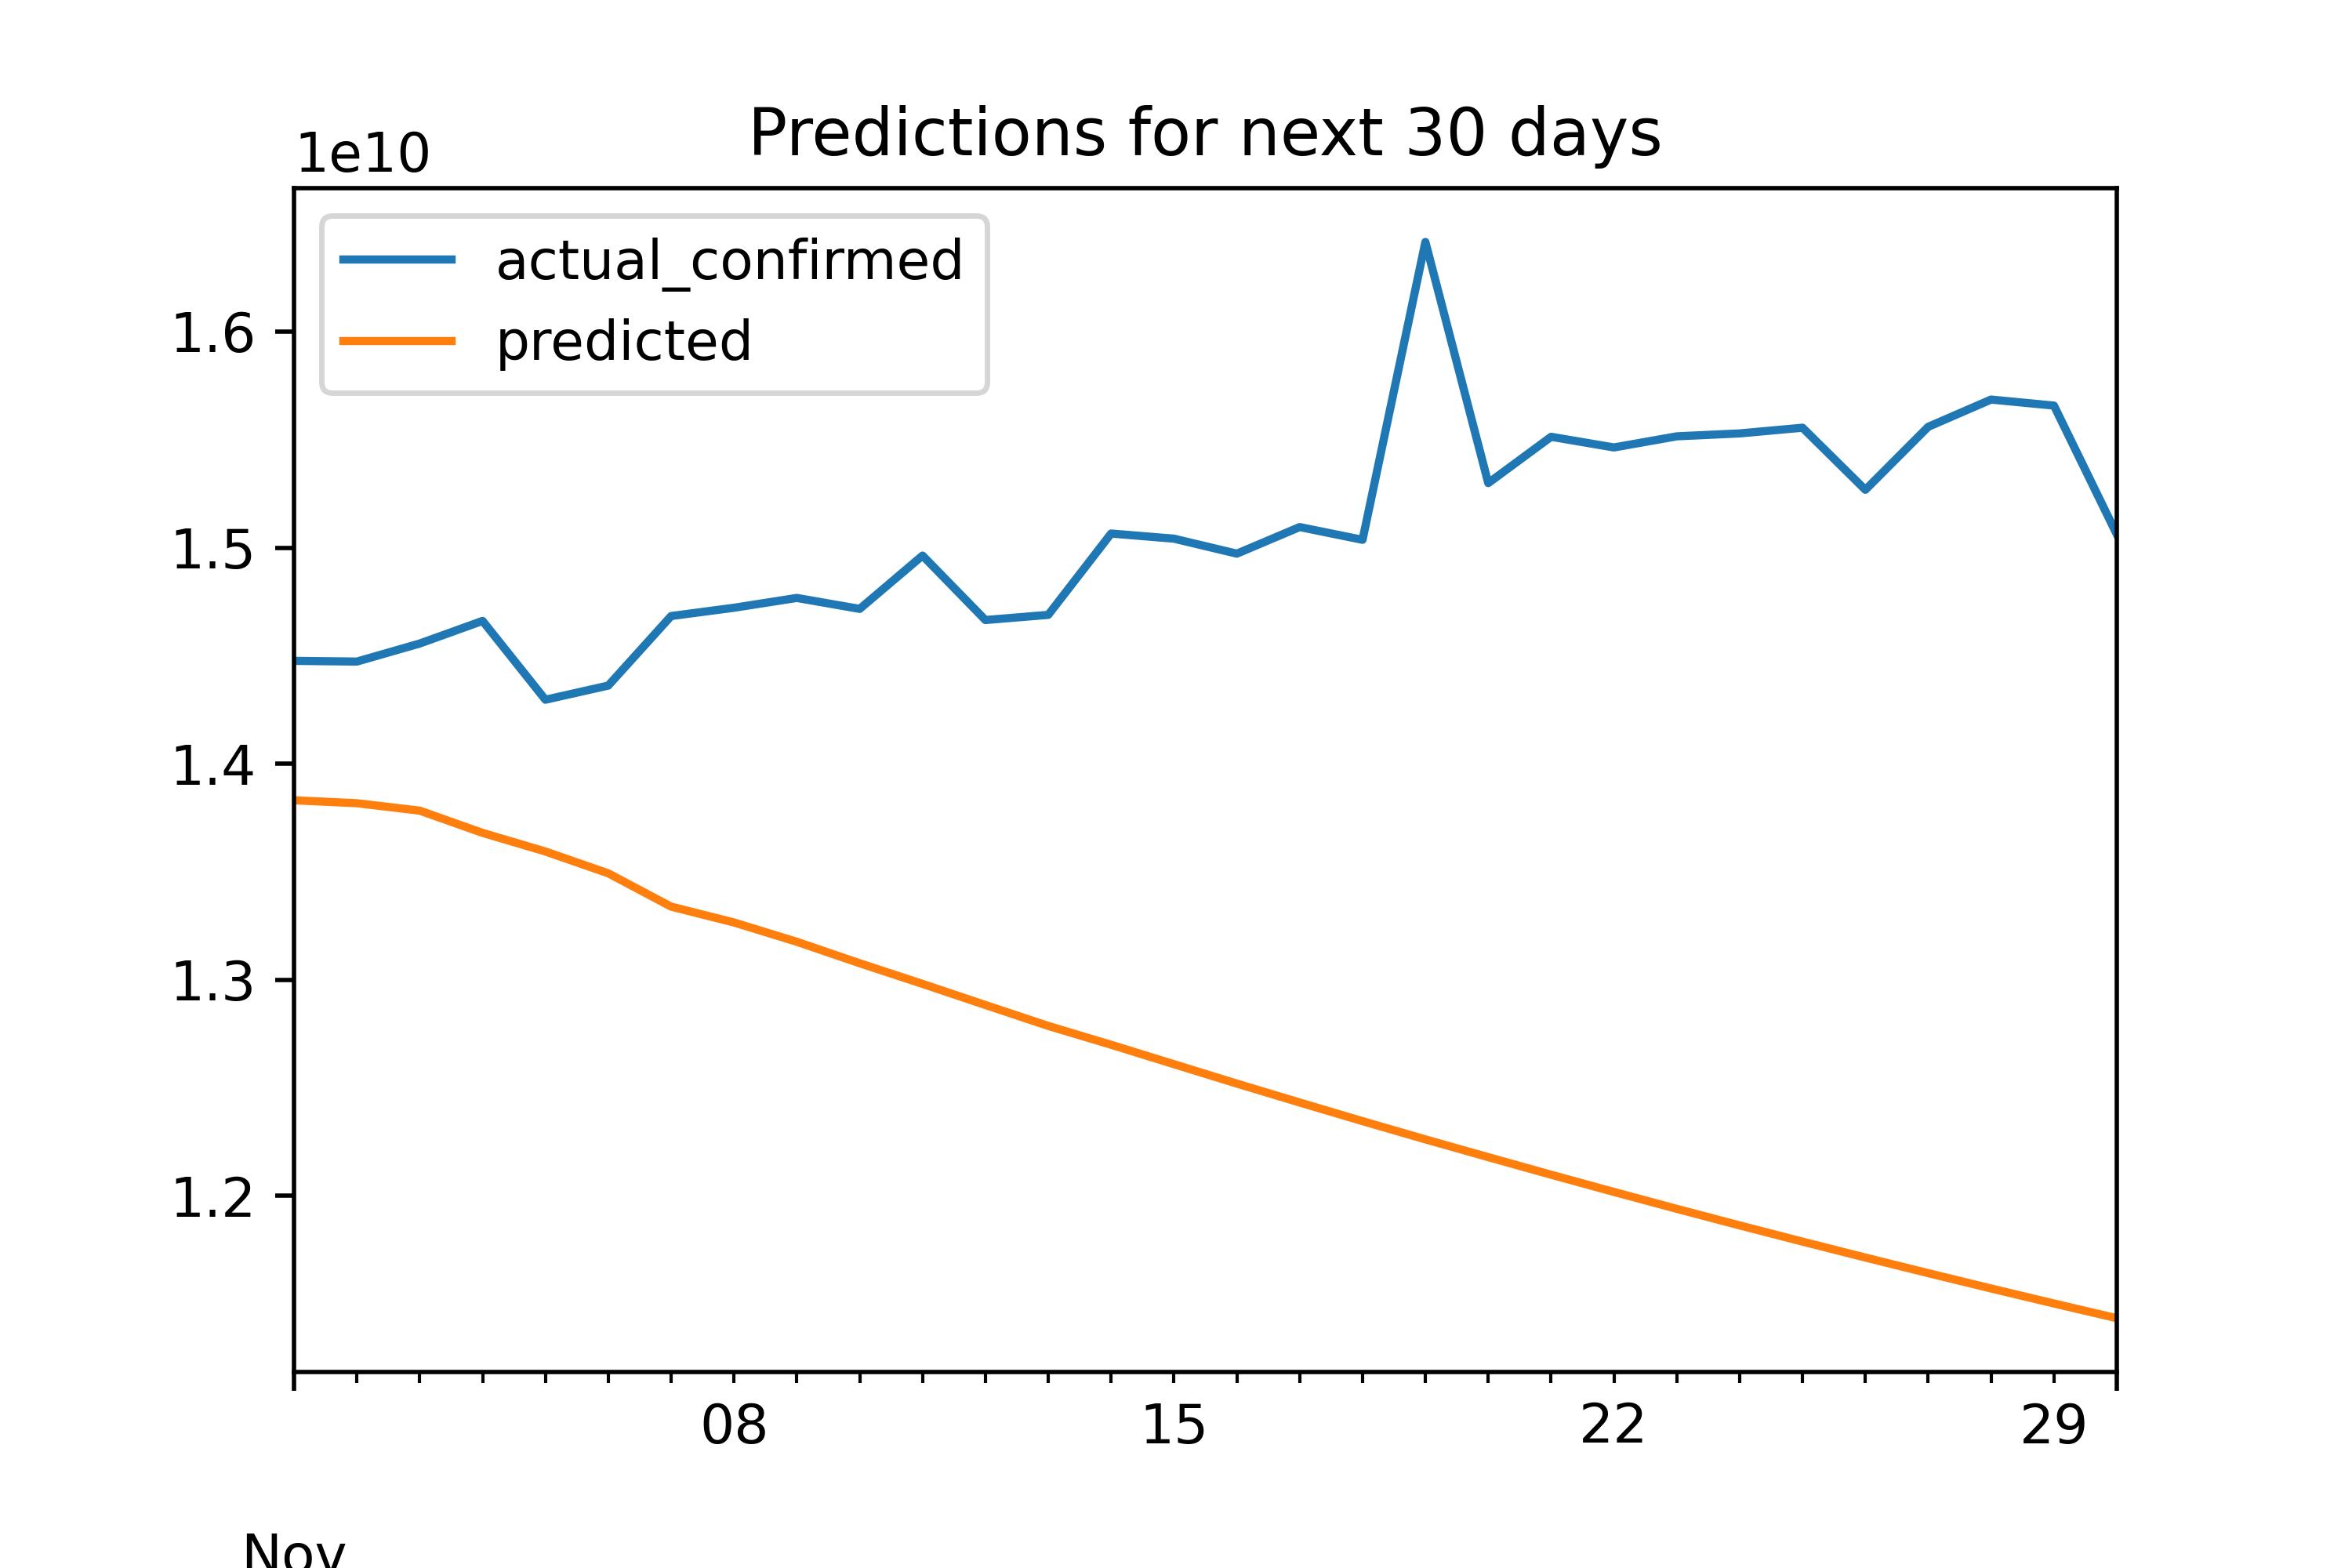 Predictions for next 30 days
1e10
actual_confirmed
predicted
1.6
1.5
1.4
1.3
1.2
08 15 22 29
Nov